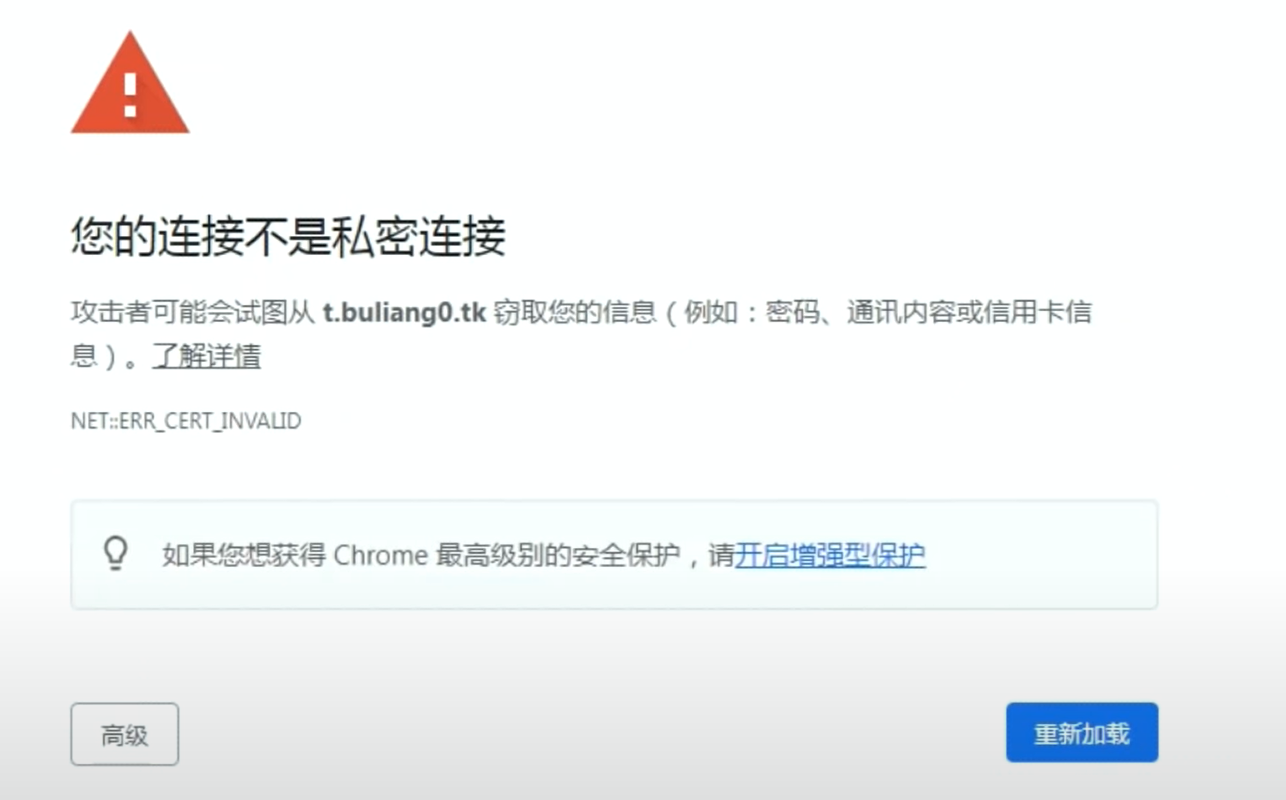 您的连接不是私密连接
攻击者可能会试图从 t.buliang0.tk 窃取您的信息（例如：密码、通讯内容或信用卡信
息）。了解详情
NET::ERR_CERT_INVALID
如果您想获得 Chrome 最高级别的安全保护，请开启增强型保护
高级
重新加载